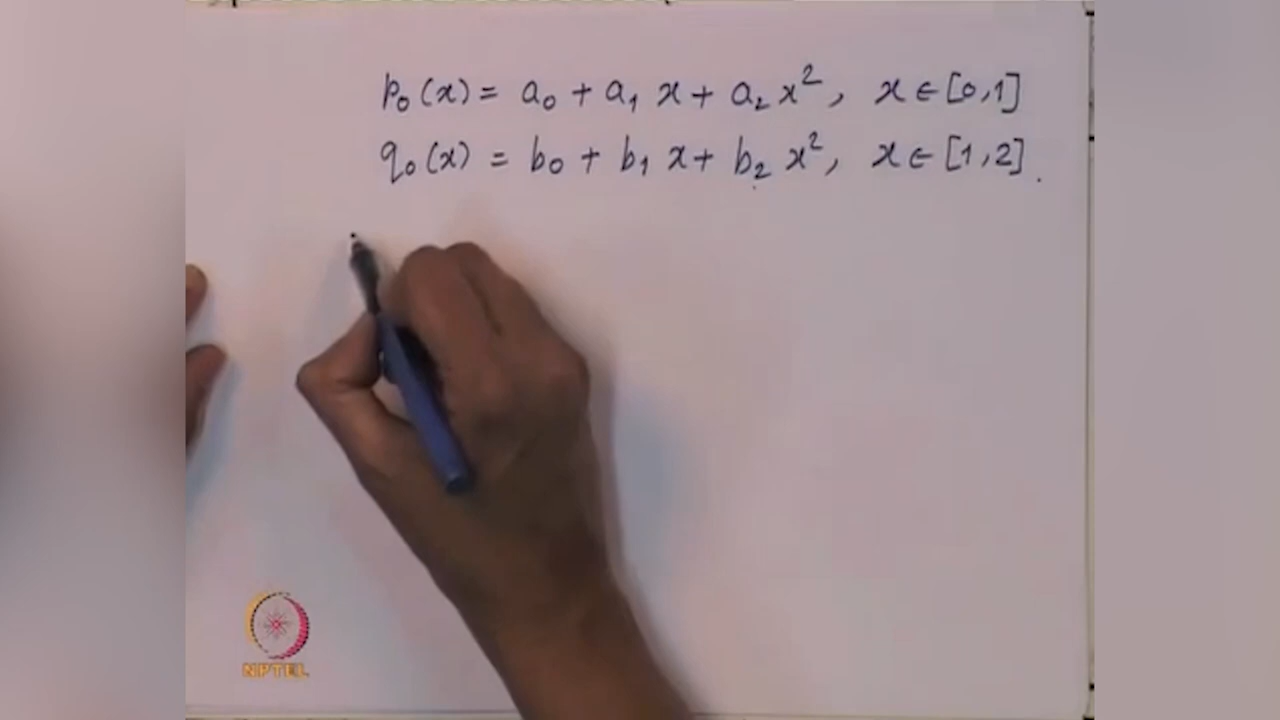 p₀(x) = a₀ + a₁ x + a₂ x², x ∈ [0,1]
q₀(x) = b₀ + b₁ x + b₂ x², x ∈ [1,2].
NPTEL